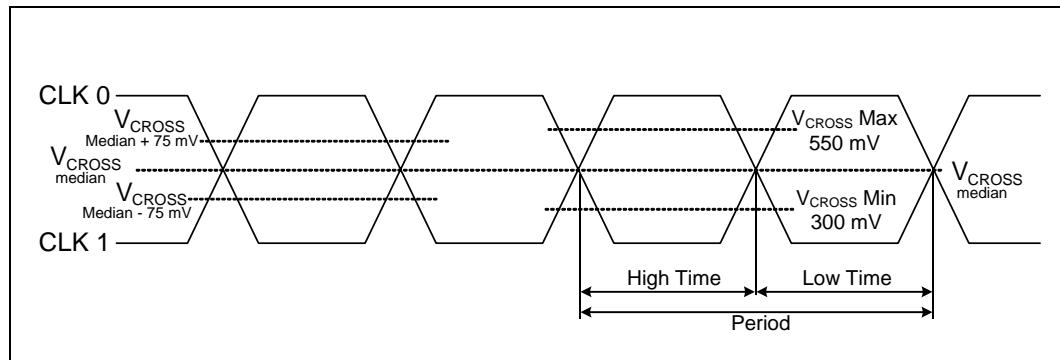 CLK 0
VCROSS
Median + 75 mV
VCROSS
median
VCROSS
Median - 75 mV
CLK 1
VCROSS Max
550 mV
VCROSS
median
VCROSS Min
300 mV
High Time
Low Time
Period